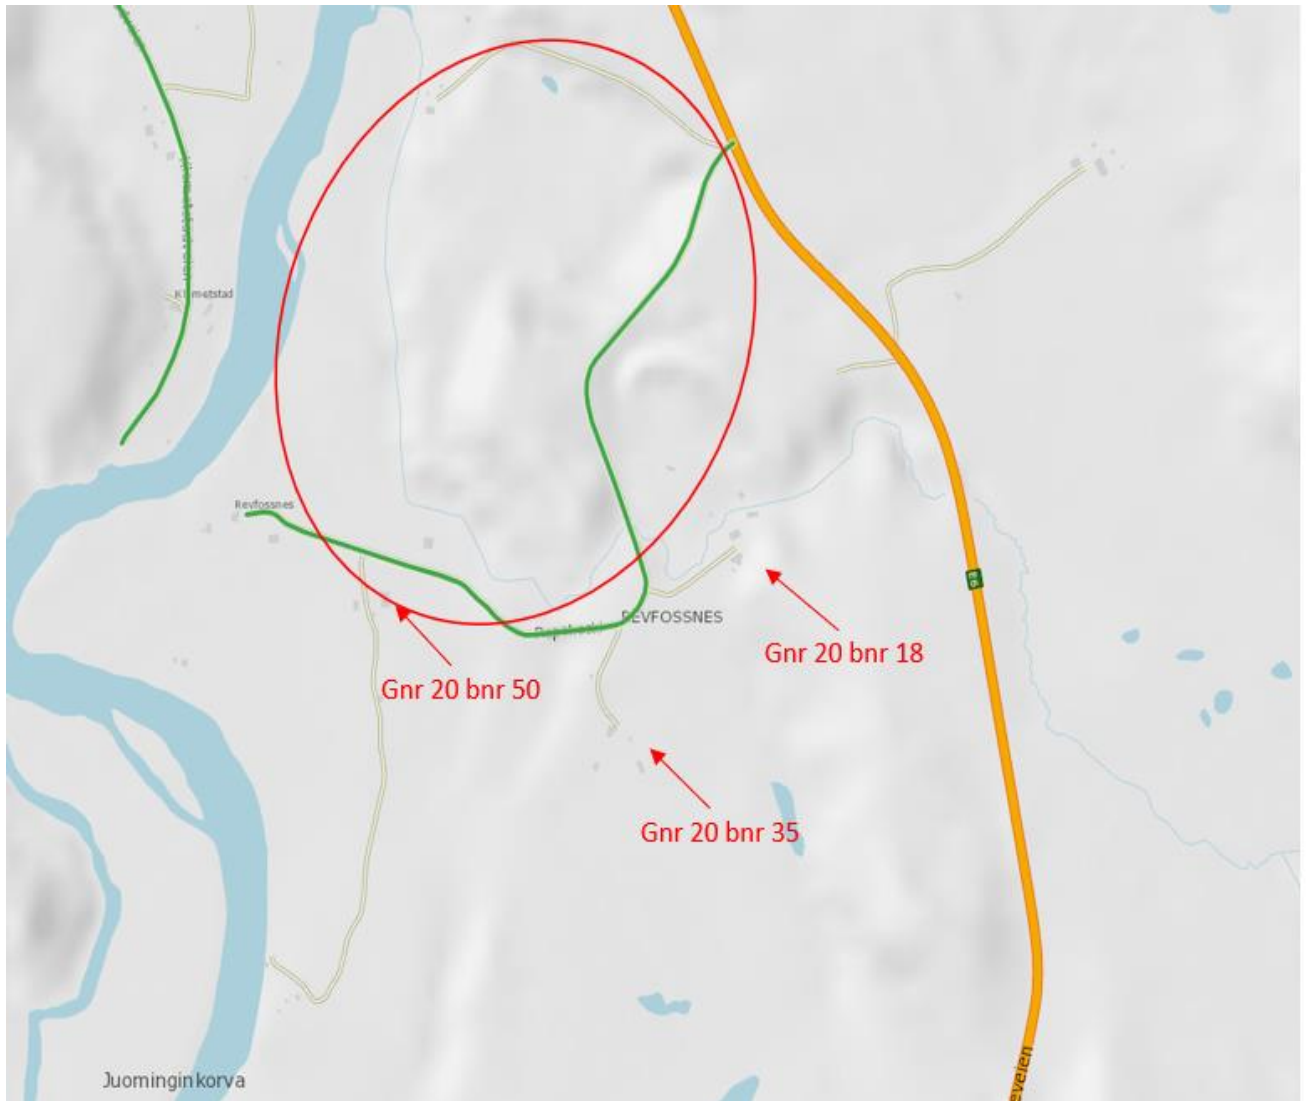 Revfossnes
REVFOSSNES
Gnr 20 bnr 18
Gnr 20 bnr 50
E6
Gnr 20 bnr 35
Juominginkorva